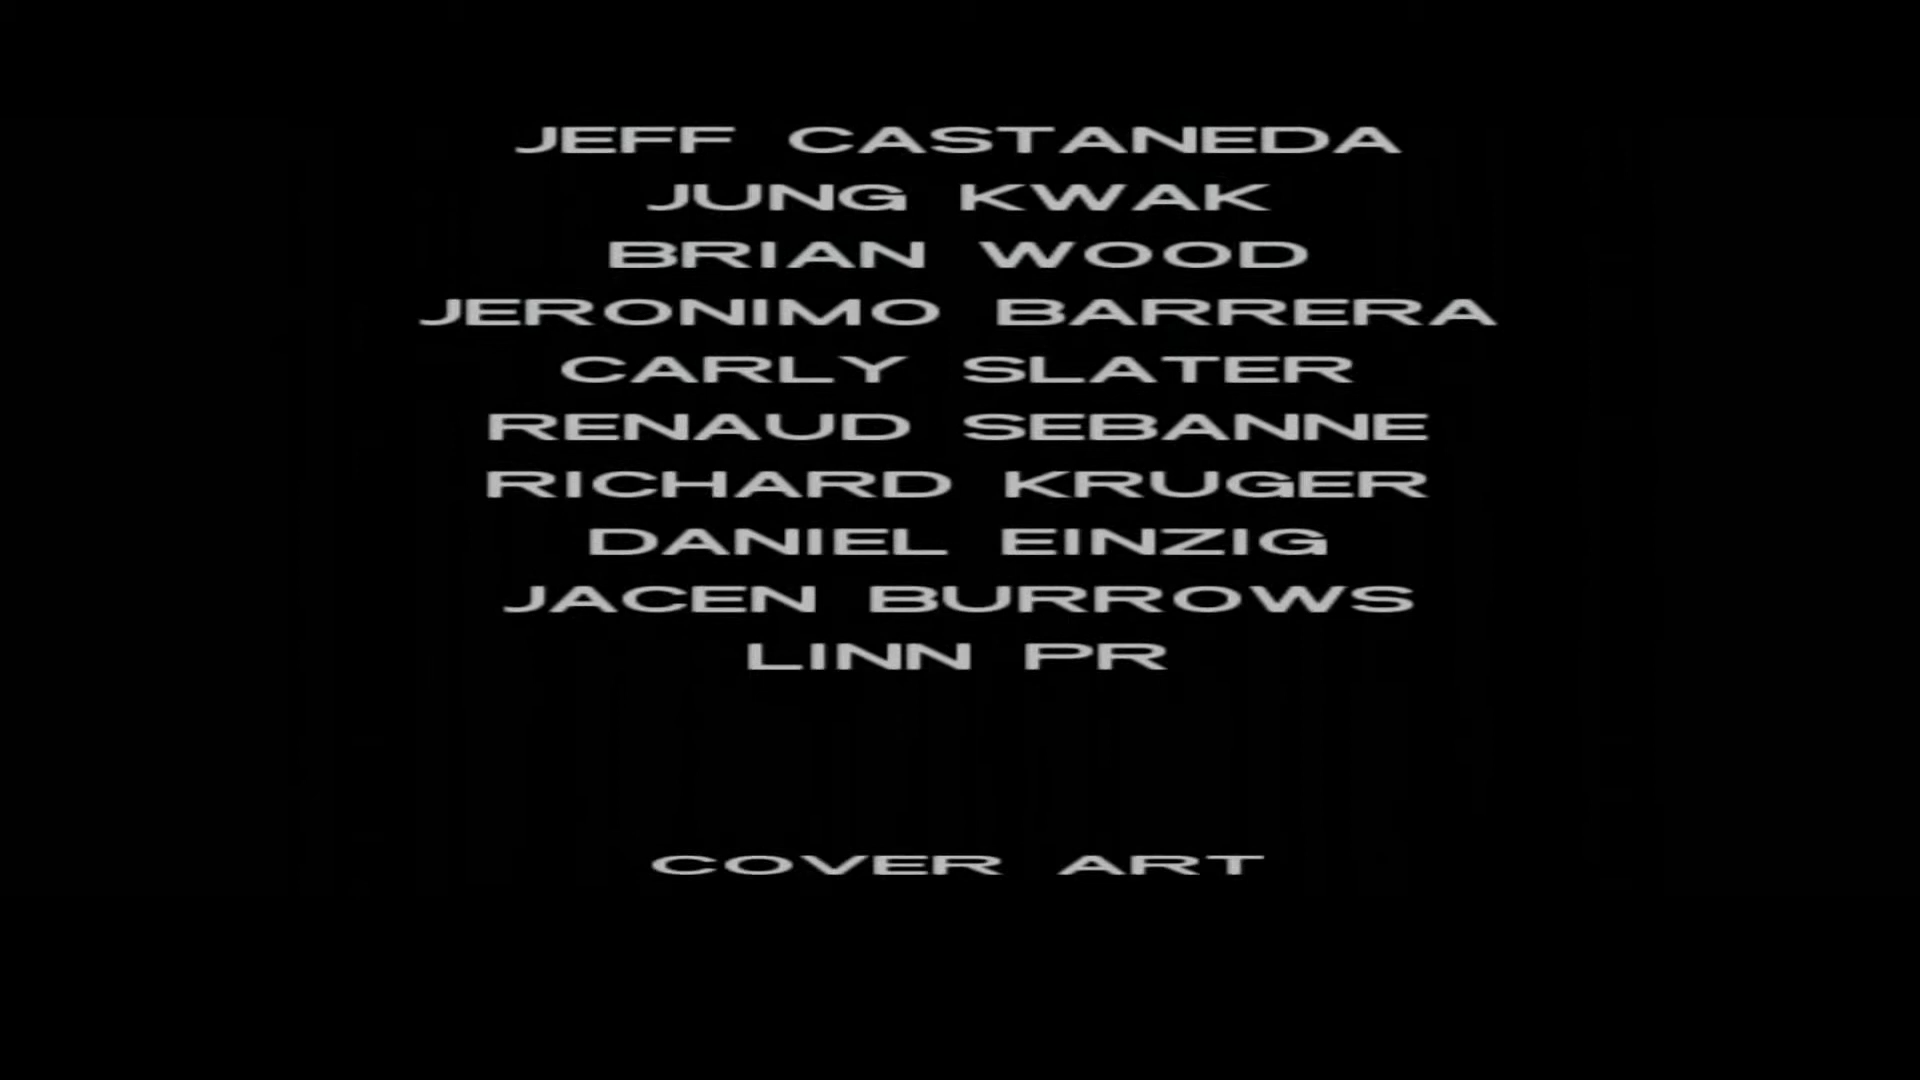 JEFF CASTANEDA
JUNG KWAK
BRIAN WOOD
JERONIMO BARRERA
CARLY SLATER
RENAUD SEBANNE
RICHARD KRUGER
DANIEL EINZIG
JACEN BURROWS
LINN PR
COVER ART